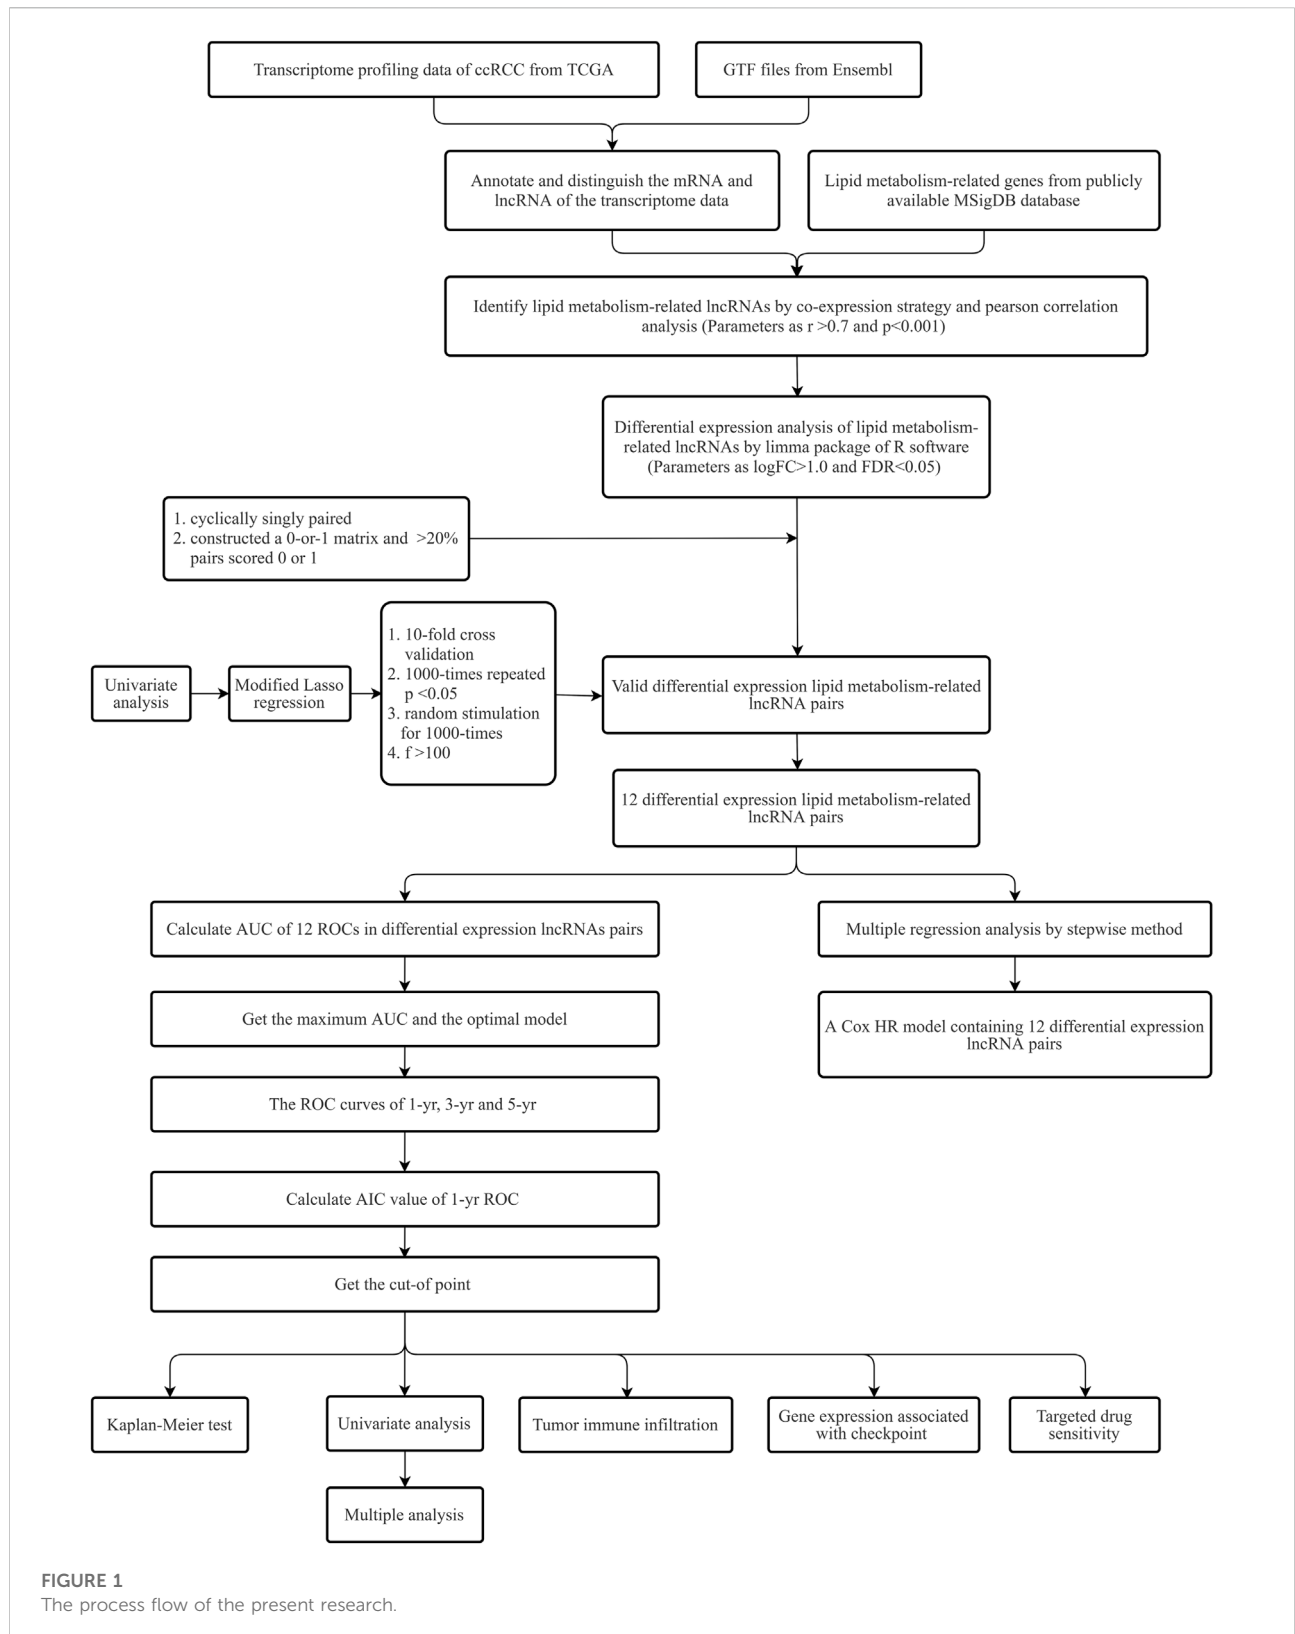 Transcriptome profiling data of ccRCC from TCGA
GTF files from Ensembl
Annotate and distinguish the mRNA and
lncRNA of the transcriptome data
Lipid metabolism-related genes from publicly
available MSigDB database
Identify lipid metabolism-related lncRNAs by co-expression strategy and pearson correlation
analysis (Parameters as r >0.7 and p<0.001)
Differential expression analysis of lipid metabolism-
related lncRNAs by limma package of R software
(Parameters as logFC>1.0 and FDR<0.05)
1. cyclically singly paired
2. constructed a 0-or-1 matrix and >20%
pairs scored 0 or 1
Univariate
analysis
Modified Lasso
regression
1. 10-fold cross
validation
2. 1000-times repeated
p <0.05
3. random stimulation
for 1000-times
4. f >100
Valid differential expression lipid metabolism-related
lncRNA pairs
12 differential expression lipid metabolism-related
lncRNA pairs
Calculate AUC of 12 ROCs in differential expression lncRNAs pairs
Multiple regression analysis by stepwise method
Get the maximum AUC and the optimal model
A Cox HR model containing 12 differential expression
lncRNA pairs
The ROC curves of 1-yr, 3-yr and 5-yr
Calculate AIC value of 1-yr ROC
Get the cut-of point
Kaplan-Meier test
Univariate analysis
Tumor immune infiltration
Gene expression associated
with checkpoint
Targeted drug
sensitivity
Multiple analysis
FIGURE 1
The process flow of the present research.